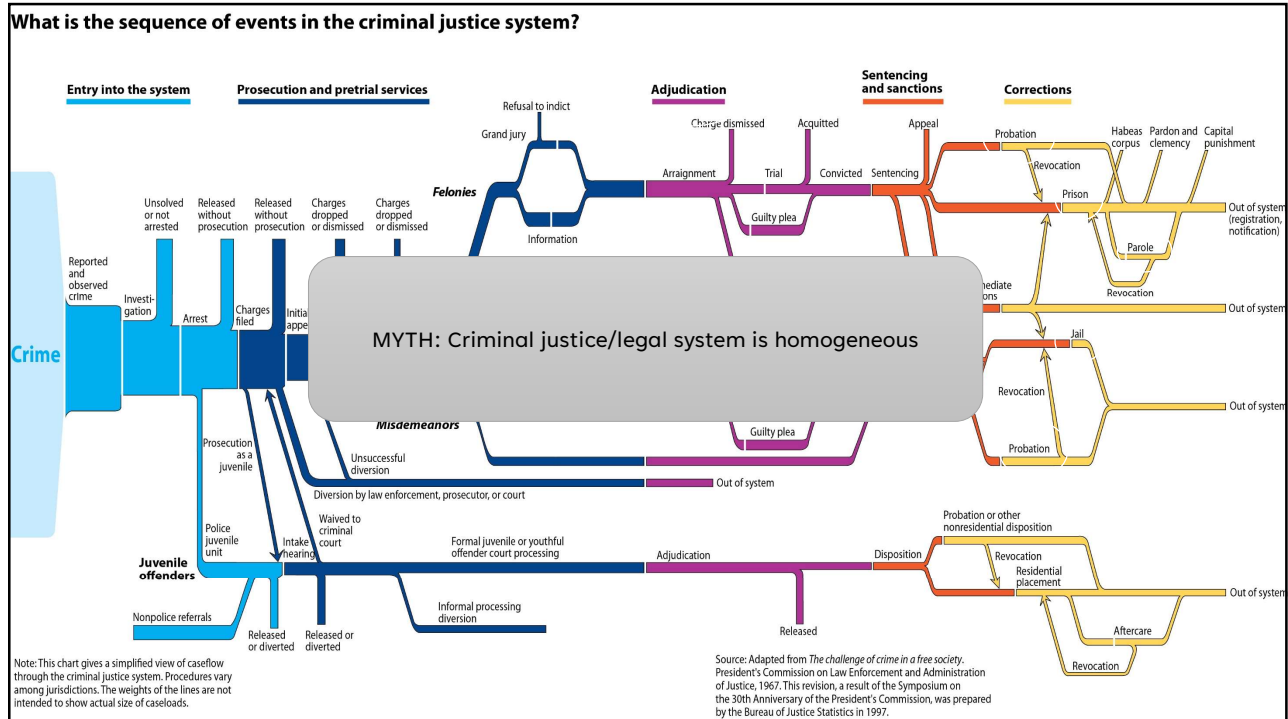 What is the sequence of events in the criminal justice system?
Entry into the system
Prosecution and pretrial services
Adjudication
Sentencing
and sanctions
Corrections
Refusal to indict
Grand jury
Felonies
Information
Charge dismissed
Acquitted
Arraignment
Trial
Convicted
Guilty plea
Appeal
Sentencing
Probation
Revocation
Habeas
corpus
Pardon and
clemency
Capital
punishment
Prison
Out of system
(registration,
notification)
Parole
Revocation
Unsolved
or not
arrested
Released
without
prosecution
Released
without
prosecution
Charges
dropped
or dismissed
Charges
dropped
or dismissed
Reported
and
observed
crime
Investi-
gation
Arrest
Charges
filed
Crime
MYTH: Criminal justice/legal system is homogeneous
Out of system
Jail
Revocation
Out of system
Probation
Misdemeanors
Guilty plea
Prosecution
as a
juvenile
Unsuccessful
diversion
Diversion by law enforcement, prosecutor, or court
Out of system
Waived to
criminal
court
Police
juvenile
unit
Juvenile
offenders
Intake
hearing
Formal juvenile or youthful
offender court processing
Adjudication
Disposition
Probation or other
nonresidential disposition
Revocation
Residential
placement
Out of system
Nonpolice referrals
Released
or diverted
Released or
diverted
Informal processing
diversion
Released
Aftercare
Revocation
Note: This chart gives a simplified view of caseflow
through the criminal justice system. Procedures vary
among jurisdictions. The weights of the lines are not
intended to show actual size of caseloads.
Source: Adapted from The challenge of crime in a free society.
President's Commission on Law Enforcement and Administration
of Justice, 1967. This revision, a result of the Symposium on
the 30th Anniversary of the President's Commission, was prepared
by the Bureau of Justice Statistics in 1997.